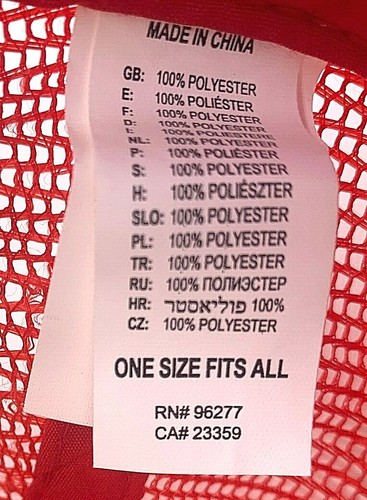 MADE IN CHINA
GB: 100% POLYESTER
E: 100% POLIÉSTER
F: 100% POLYESTER
D: 100% POLYESTER
I: 100% POLIESTERE
NL: 100% POLYESTER
P: 100% POLIÉSTER
S: 100% POLYESTER
H: 100% POLIÉSZTER
SLO: 100% POLYESTER
PL: 100% POLYESTER
TR: 100% POLYESTER
RU: 100% ПОЛИЭСТЕР
HR: פוליאסטר 100%
CZ: 100% POLYESTER
ONE SIZE FITS ALL
RN# 96277
CA# 23359